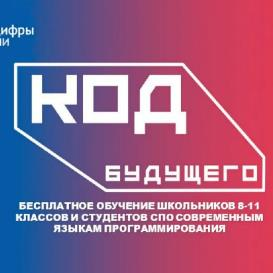 цифры
КОД
БУДУЩЕГО
БЕСПЛАТНОЕ ОБУЧЕНИЕ ШКОЛЬНИКОВ 8-11
КЛАССОВ И СТУДЕНТОВ СПО СОВРЕМЕННЫМ
ЯЗЫКАМ ПРОГРАММИРОВАНИЯ